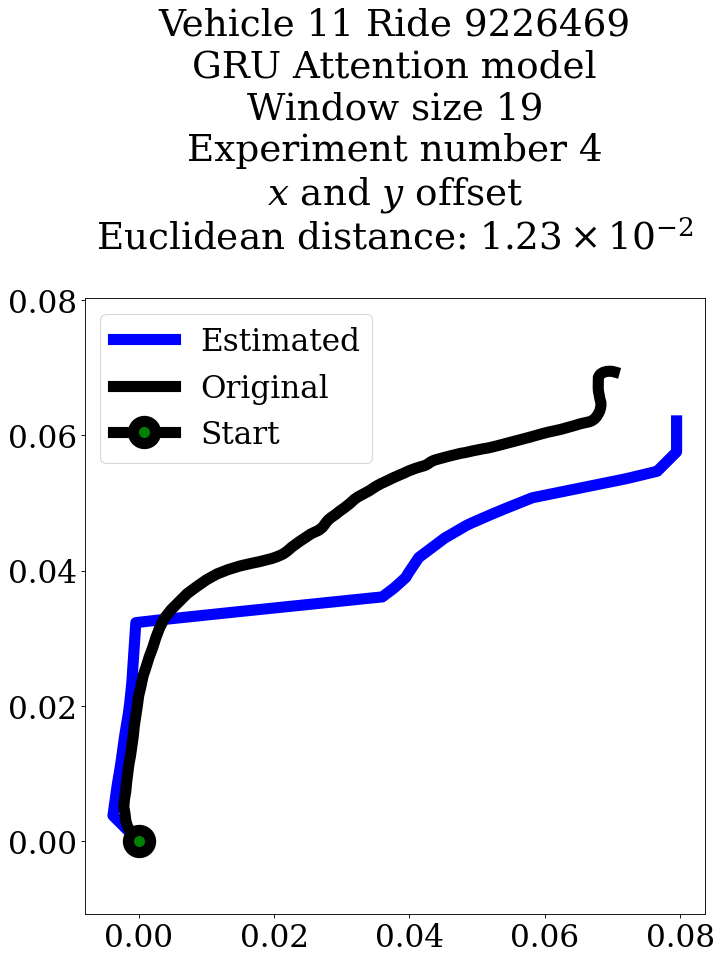 Vehicle 11 Ride 9226469
GRU Attention model
Window size 19
Experiment number 4
x and y offset
Euclidean distance: 1.23 × 10⁻²
0.08
Estimated
Original
Start
0.06
0.04
0.02
0.00
0.00 0.02 0.04 0.06 0.08